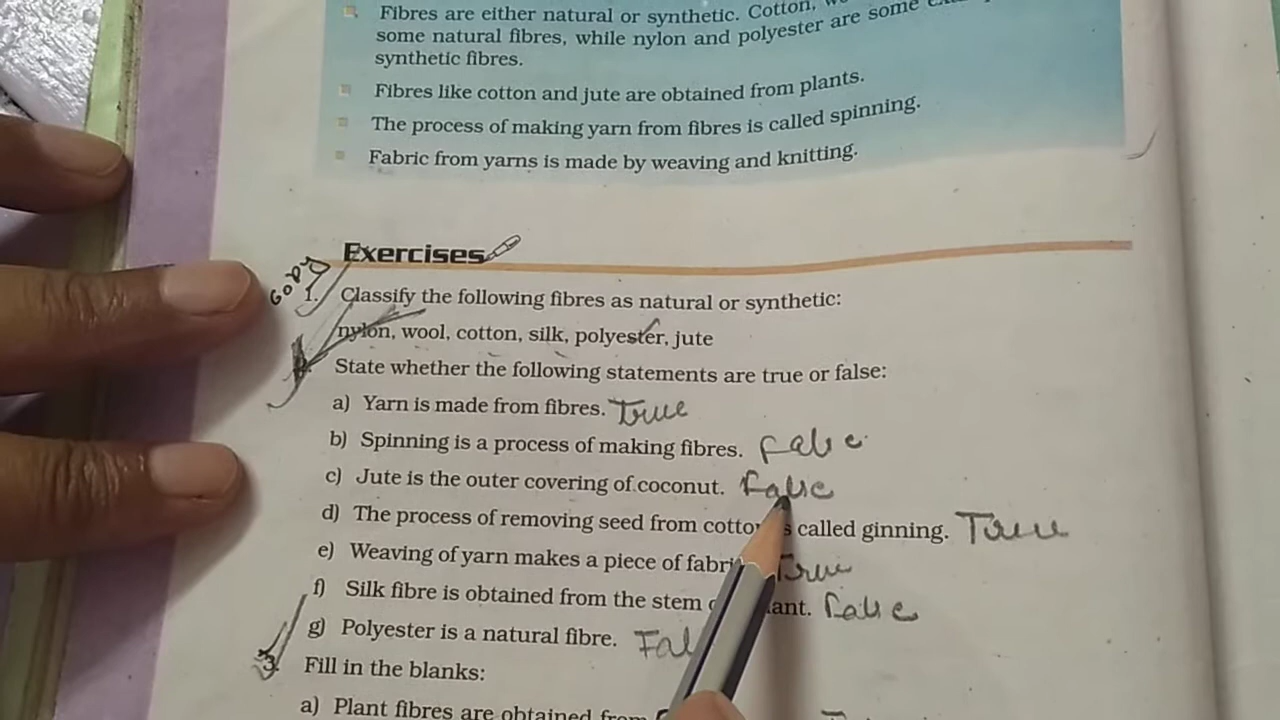 Fibres are either natural or synthetic. Cotton,
some natural fibres, while nylon and polyester are some
synthetic fibres.
Fibres like cotton and jute are obtained from plants.
The process of making yarn from fibres is called spinning.
Fabric from yarns is made by weaving and knitting.
Exercises
1. Classify the following fibres as natural or synthetic:
nylon, wool, cotton, silk, polyester, jute
State whether the following statements are true or false:
a) Yarn is made from fibres. True
b) Spinning is a process of making fibres. False
c) Jute is the outer covering of coconut. False
d) The process of removing seed from called ginning. True
e) Weaving of yarn makes a piece of True
f) Silk fibre is obtained from the stem False
g) Polyester is a natural fibre.
3. Fill in the blanks:
a) Plant fibres are obtained from